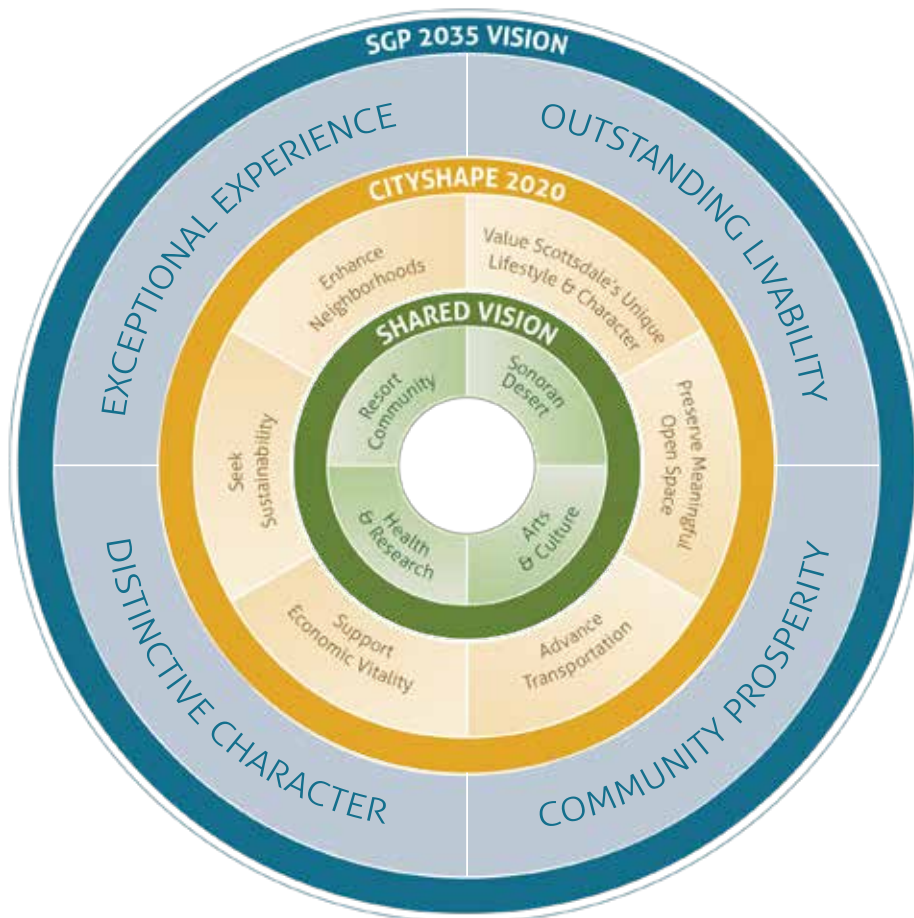 SGP 2035 VISION
EXCEPTIONAL EXPERIENCE
OUTSTANDING LIVABILITY
DISTINCTIVE CHARACTER
COMMUNITY PROSPERITY
CITYSHAPE 2020
Enhance
Neighborhoods
Value Scottsdale's Unique
Lifestyle & Character
Seek
Sustainability
Preserve Meaningful
Open Space
Support
Economic Vitality
Advance
Transportation
SHARED VISION
Resort
Community
Sonoran
Desert
Health
& Research
Arts
& Culture